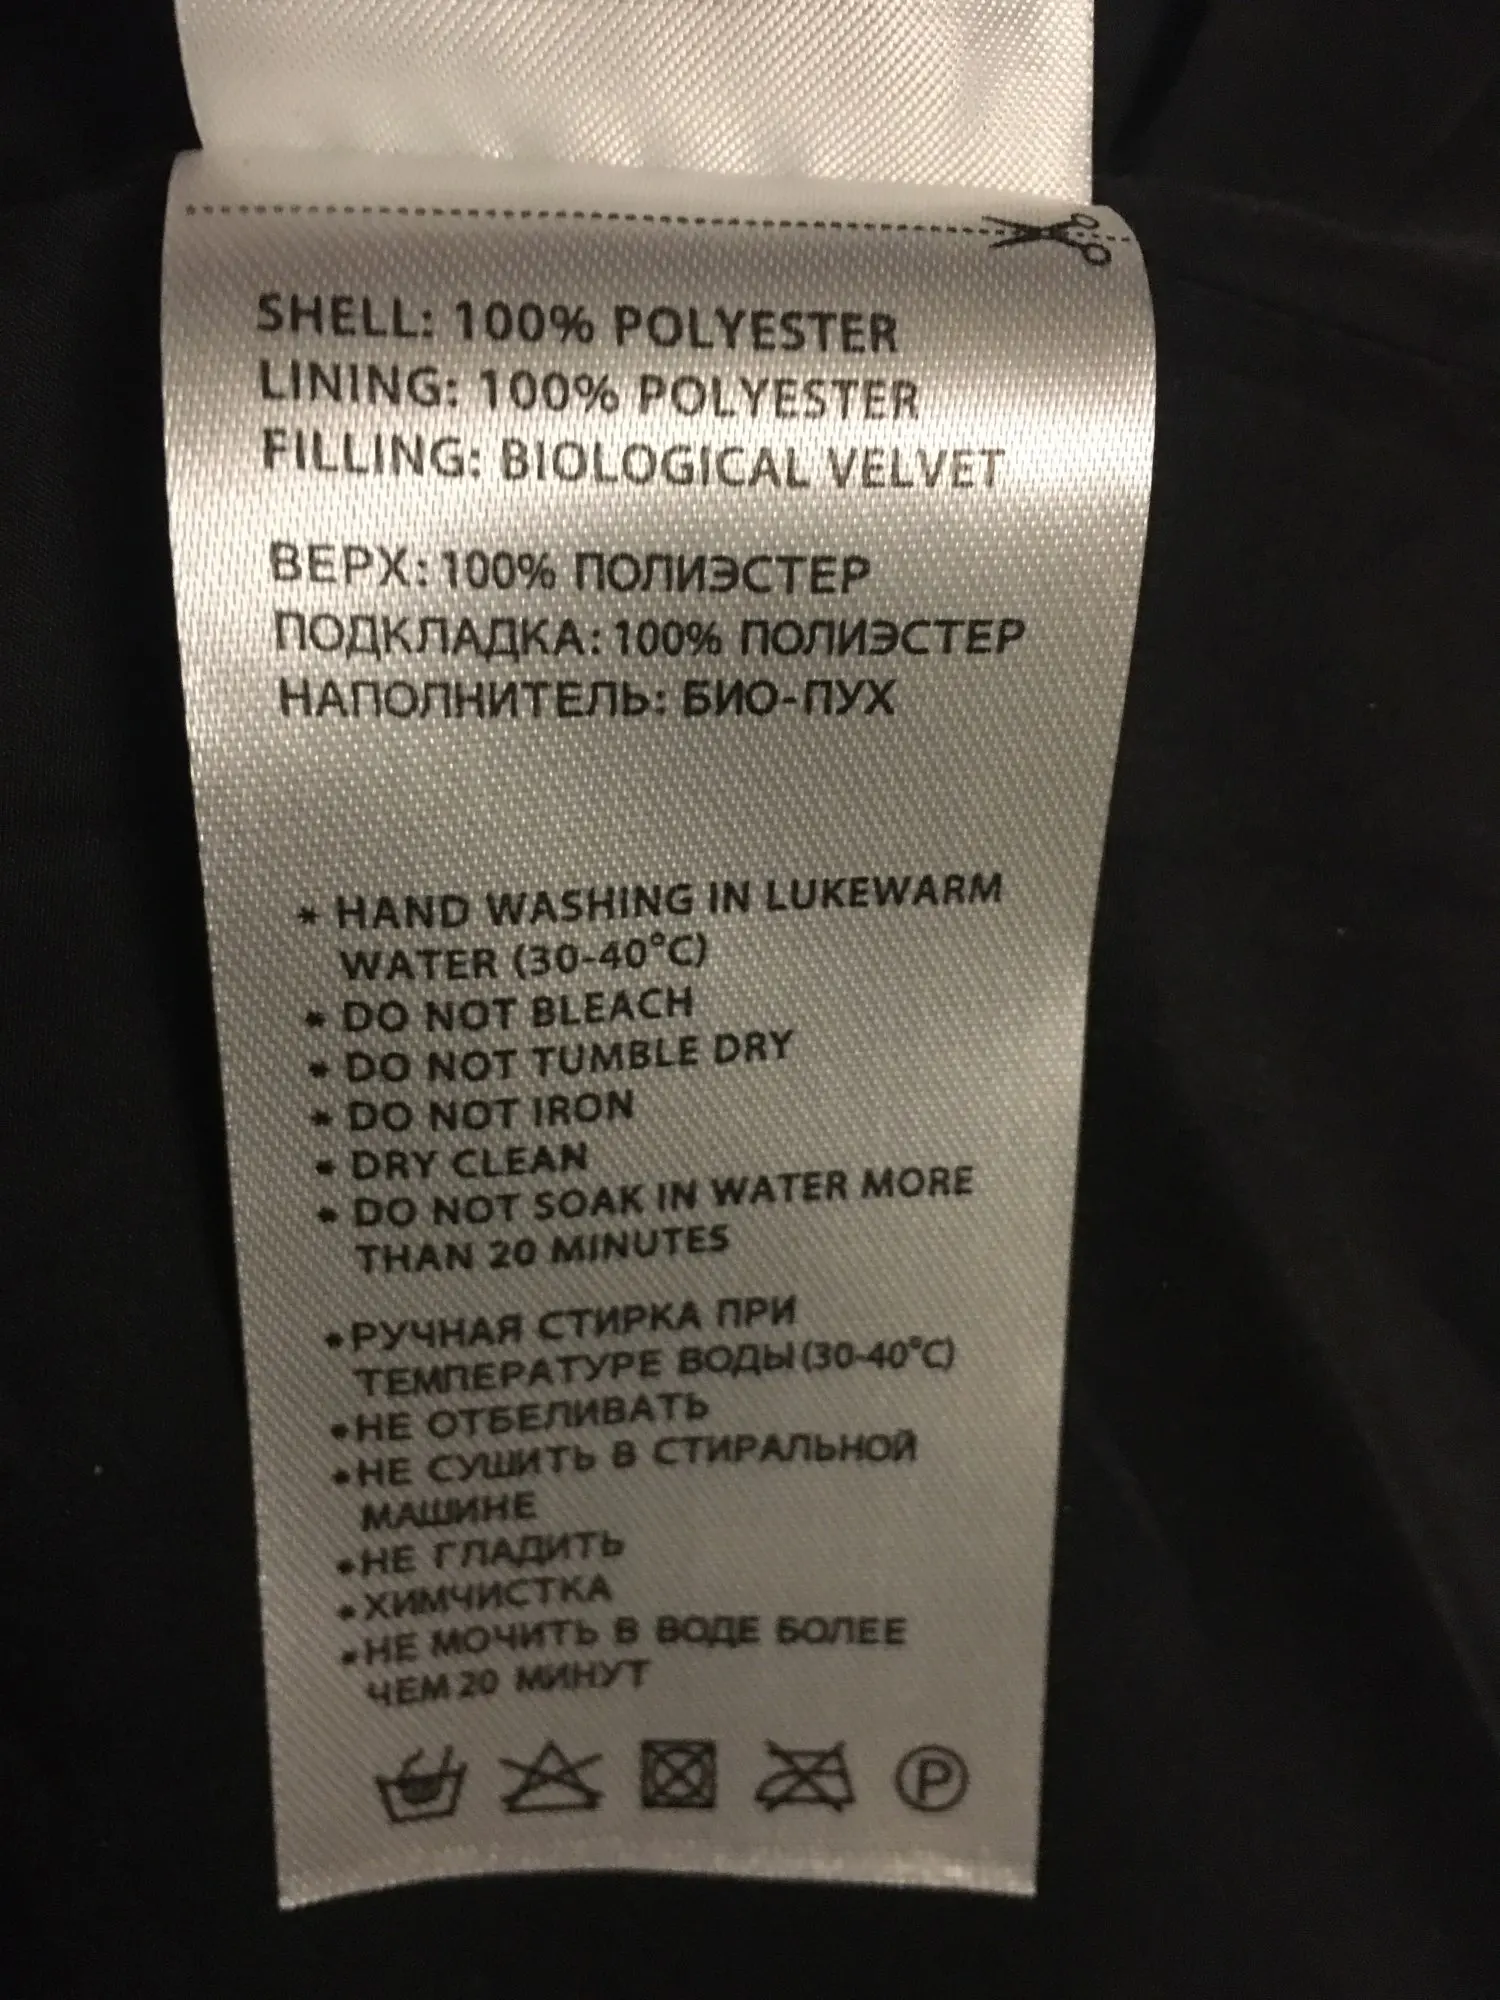 SHELL: 100% POLYESTER
LINING: 100% POLYESTER
FILLING: BIOLOGICAL VELVET
ВЕРХ: 100% ПОЛИЭСТЕР
ПОДКЛАДКА: 100% ПОЛИЭСТЕР
НАПОЛНИТЕЛЬ: БИО-ПУХ
* HAND WASHING IN LUKEWARM
WATER (30-40°C)
* DO NOT BLEACH
* DO NOT TUMBLE DRY
* DO NOT IRON
* DRY CLEAN
* DO NOT SOAK IN WATER MORE
THAN 20 MINUTES
*РУЧНАЯ СТИРКА ПРИ
ТЕМПЕРАТУРЕ ВОДЫ (30-40°C)
*НЕ ОТБЕЛИВАТЬ
*НЕ СУШИТЬ В СТИРАЛЬНОЙ
МАШИНЕ
*НЕ ГЛАДИТЬ
*ХИМЧИСТКА
*НЕ МОЧИТЬ В ВОДЕ БОЛЕЕ
ЧЕМ 20 МИНУТ
P